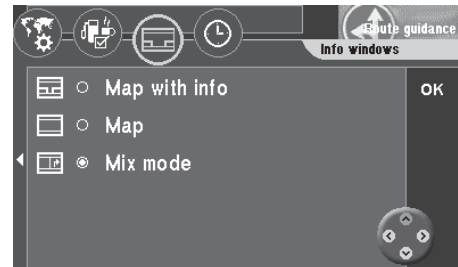 Route guidance
Info windows
Map with info
OK
Map
Mix mode